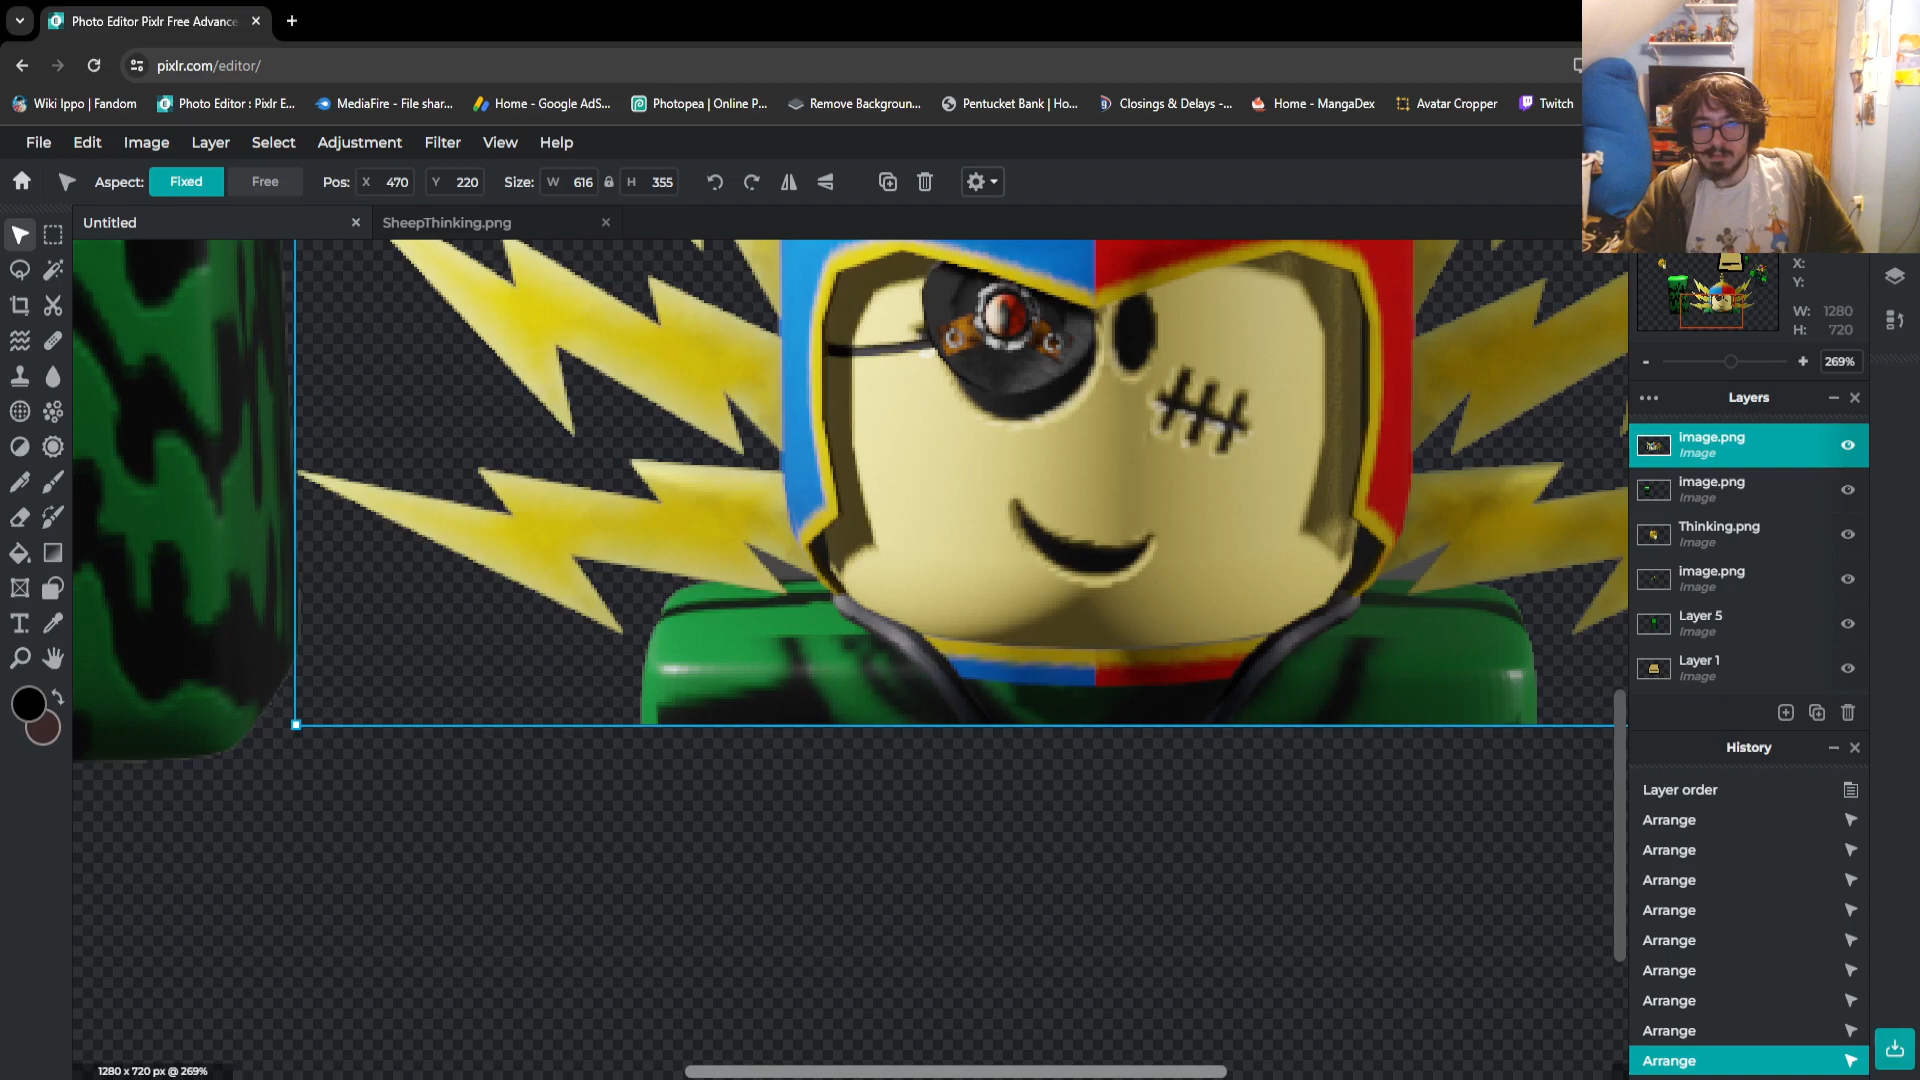 Photo Editor Pixlr Free Advance
pixlr.com/editor/
Wiki Ippo | Fandom
Photo Editor : Pixlr E...
MediaFire - File shar...
Home - Google AdS...
Photopea | Online P...
Remove Backgroun...
Pentucket Bank | Ho...
Closings & Delays -...
Home - MangaDex
Avatar Cropper
Twitch
File Edit Image Layer Select Adjustment Filter View Help
Aspect: Fixed Free Pos: X 470 Y 220 Size: W 616 H 355
Untitled
SheepThinking.png
X:
Y:
W: 1280
H: 720
269%
Layers
image.png
Image
image.png
Image
Thinking.png
Image
image.png
Image
Layer 5
Image
Layer 1
Image
History
Layer order
Arrange
Arrange
Arrange
Arrange
Arrange
Arrange
Arrange
Arrange
Arrange
1280 x 720 px @ 269%